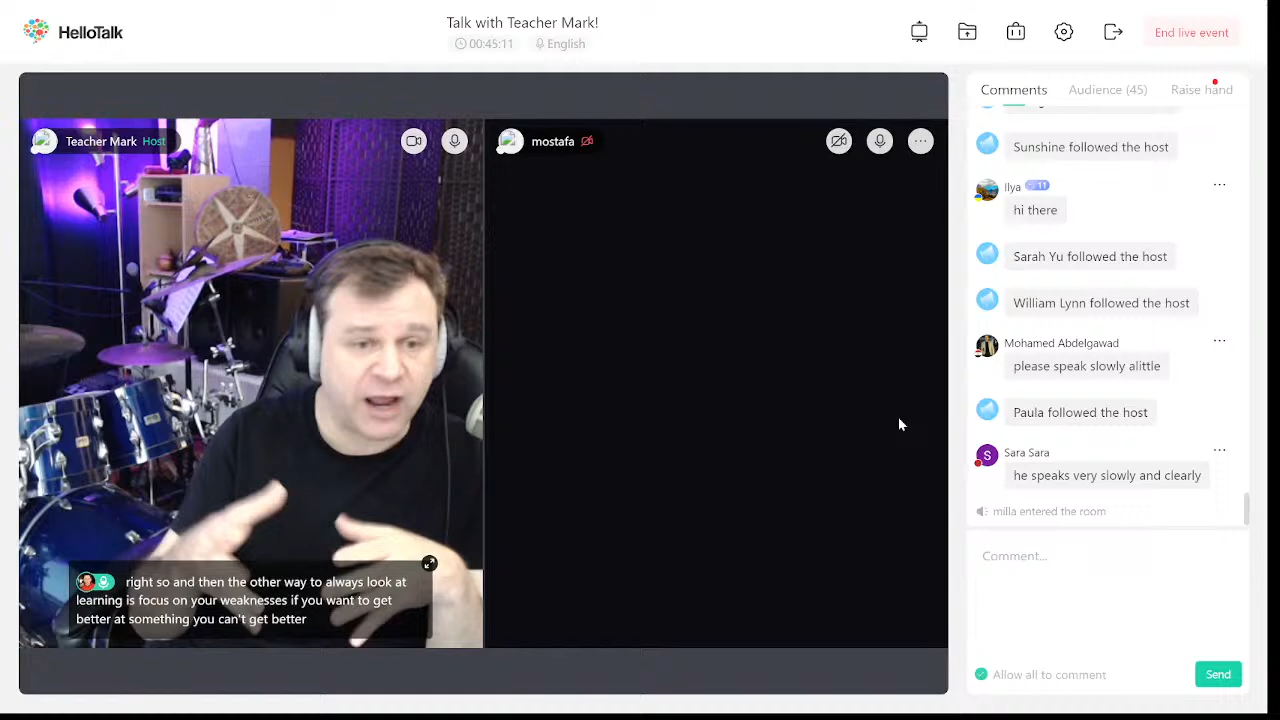 HelloTalk
Talk with Teacher Mark!
00:45:11 English
End live event
Teacher Mark Host
mostafa
right so and then the other way to always look at
learning is focus on your weaknesses if you want to get
better at something you can't get better
Comments Audience (45) Raise hand
Sunshine followed the host
Ilya 11
hi there
Sarah Yu followed the host
William Lynn followed the host
Mohamed Abdelgawad
please speak slowly alittle
Paula followed the host
S Sara Sara
he speaks very slowly and clearly
milla entered the room
Comment...
Allow all to comment
Send